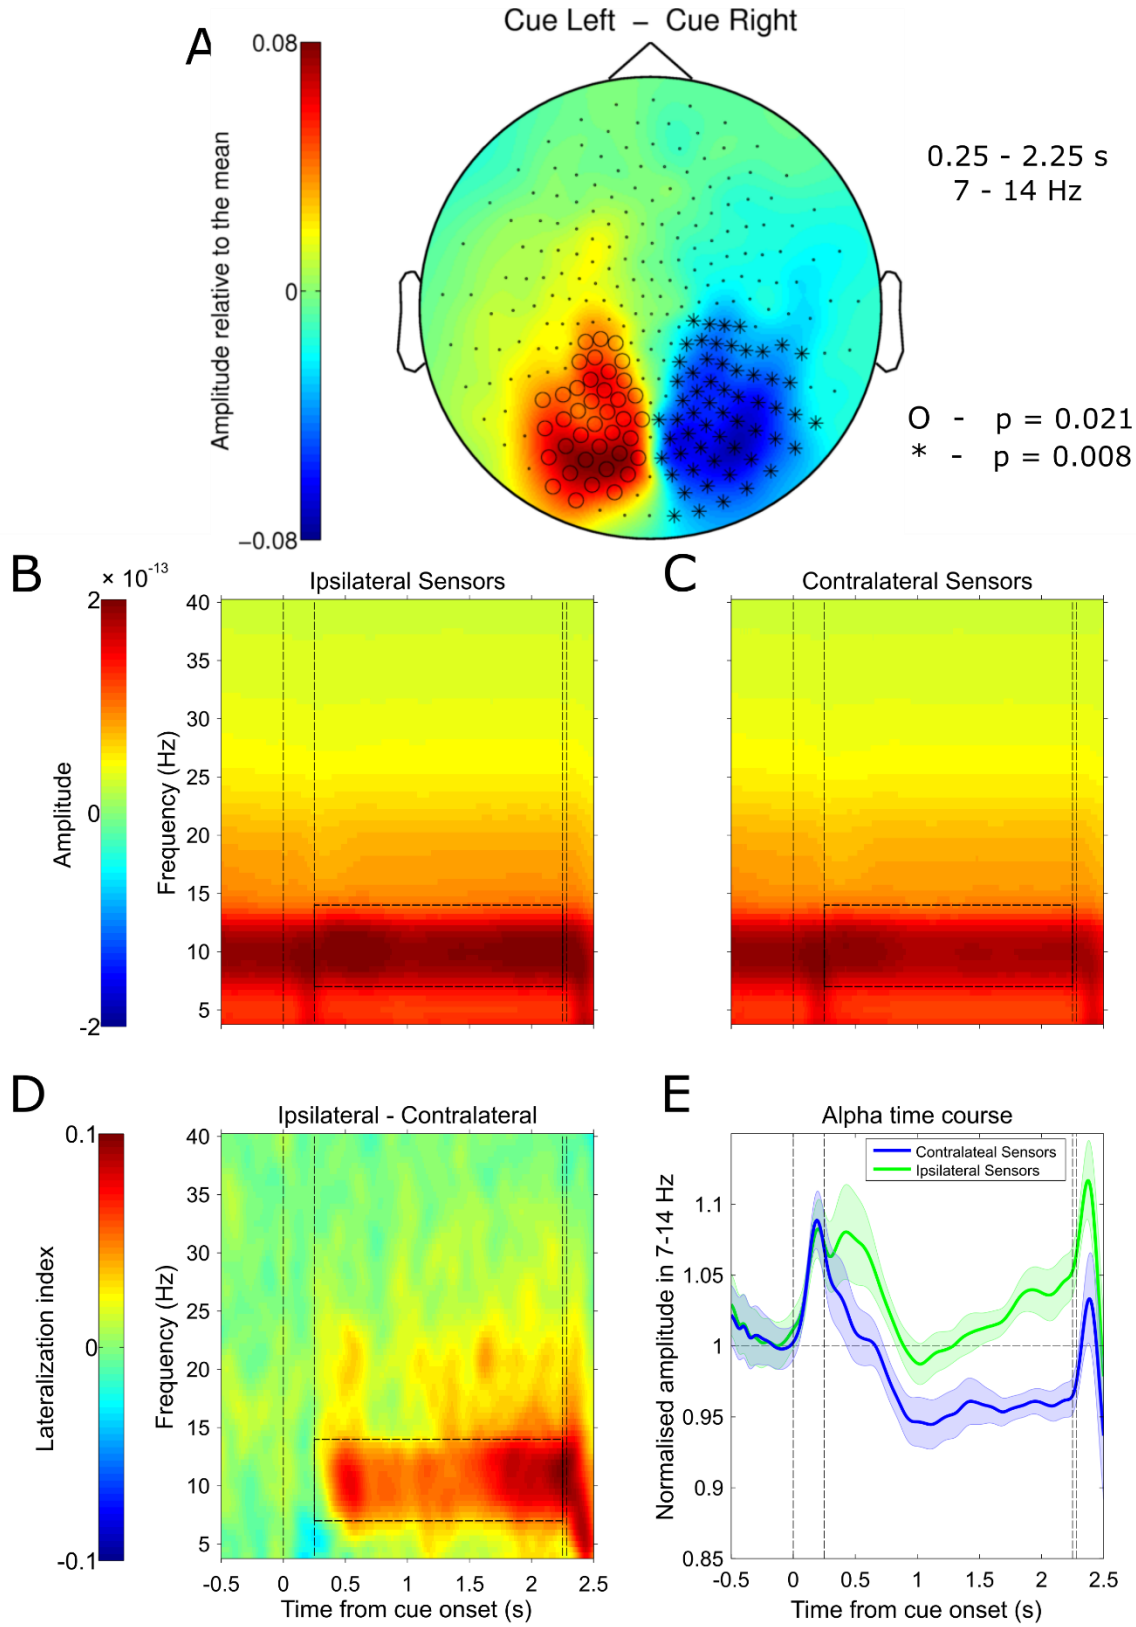 A
Cue Left – Cue Right
Amplitude relative to the mean
0.08
0
−0.08
0.25 - 2.25 s
7 - 14 Hz
O - p = 0.021
* - p = 0.008
B
× 10⁻¹³
2
0
-2
Amplitude
Ipsilateral Sensors
Frequency (Hz)
40
35
30
25
20
15
10
5
C
Contralateral Sensors
D
0.1
0
-0.1
Lateralization index
Ipsilateral - Contralateral
Frequency (Hz)
40
35
30
25
20
15
10
5
-0.5 0 0.5 1 1.5 2 2.5
Time from cue onset (s)
E
Alpha time course
Contralateal Sensors
Ipsilateral Sensors
Normalised amplitude in 7-14 Hz
1.1
1.05
1
0.95
0.9
0.85
-0.5 0 0.5 1 1.5 2 2.5
Time from cue onset (s)